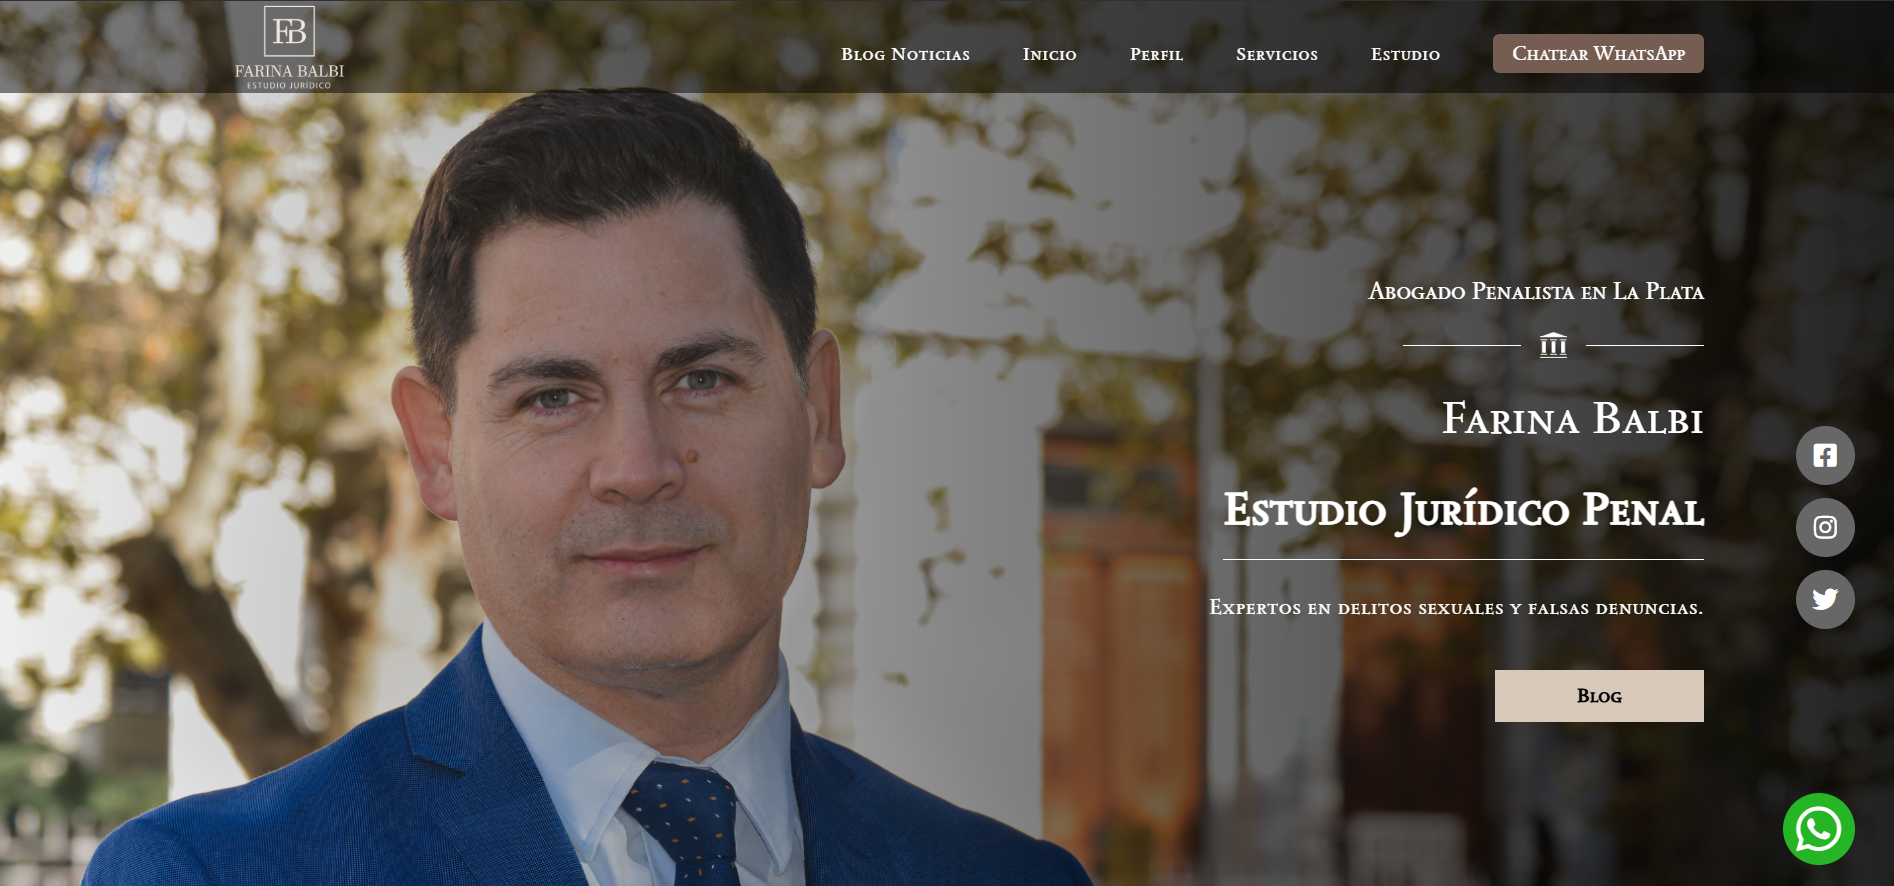 FB
FARINA BALBI
ESTUDIO JURÍDICO
Blog Noticias
Inicio
Perfil
Servicios
Estudio
Chatear WhatsApp
Abogado Penalista en La Plata
Farina Balbi
Estudio Jurídico Penal
Expertos en delitos sexuales y falsas denuncias.
Blog